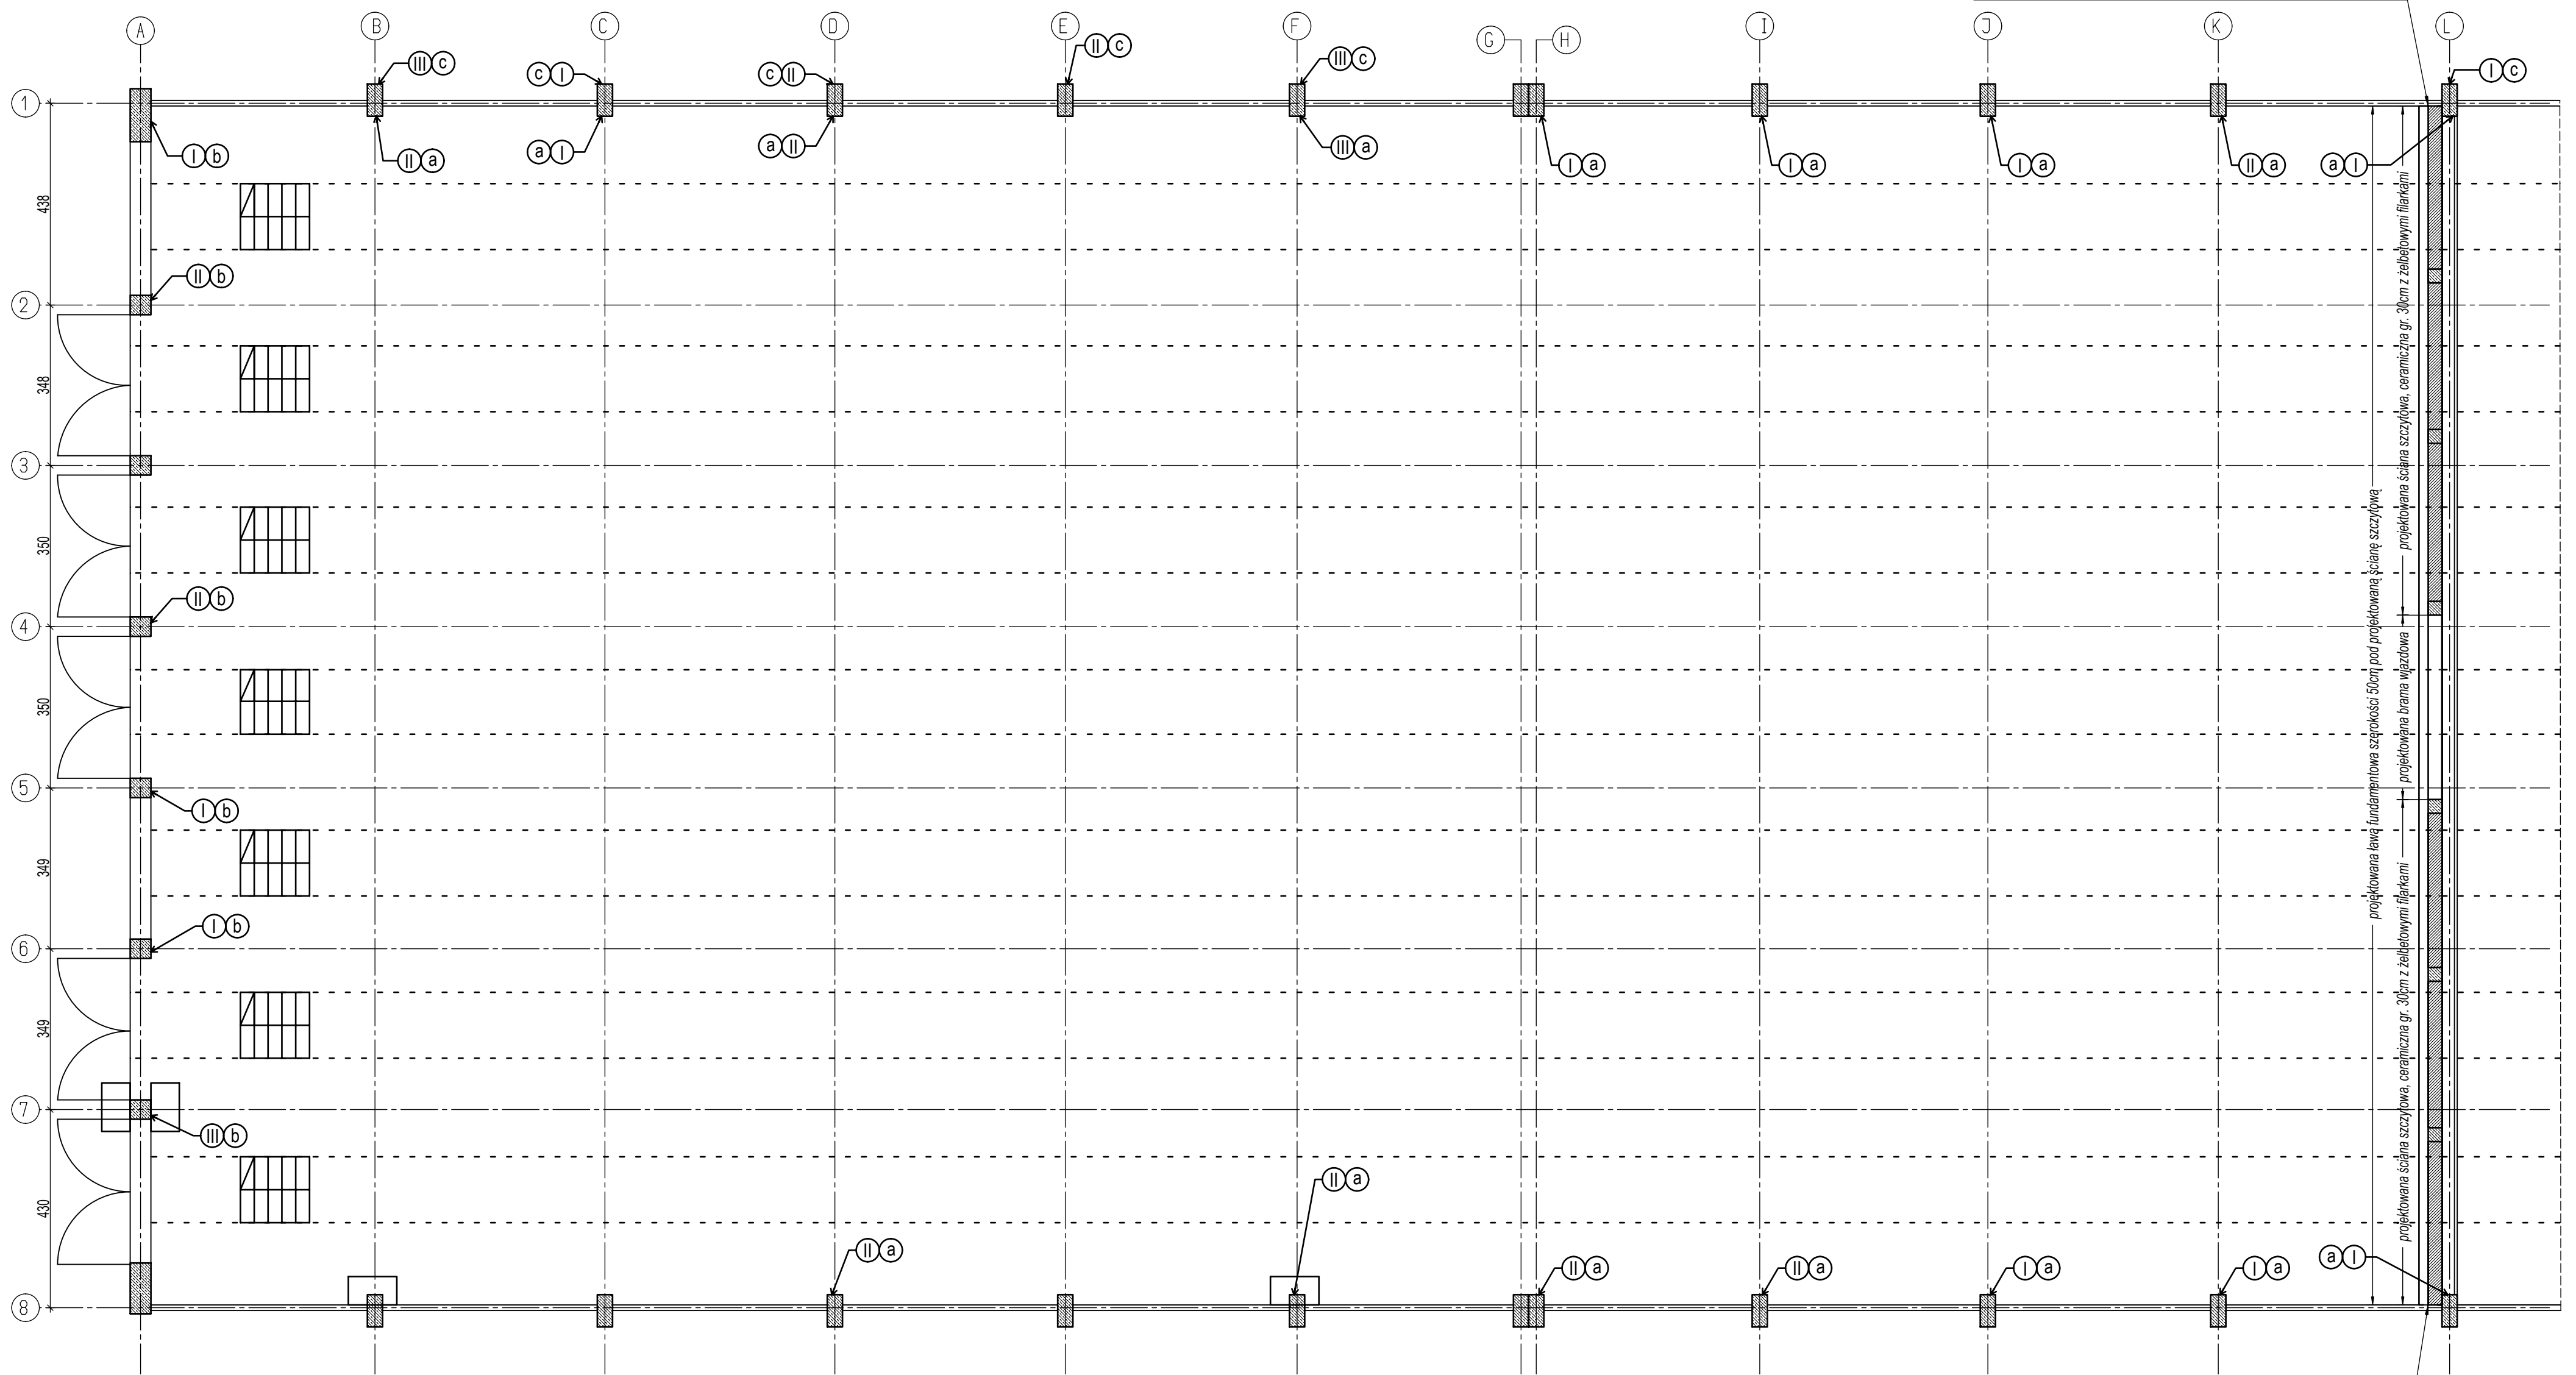 A B C D E F G H I J K L
III c
c I
c II
II c
III c
I c
1
I b
II a
a I
a II
III a
I a
I a
I a
II a
a I
438
2
II b
348
3
350
4
II b
350
5
I b
349
6
I b
349
7
III b
430
8
II a
II a
II a
II a
I a
I a
a I
projektowana ława fundamentowa szerokości 50cm pod projektowaną ścianę szczytową
projektowana ściana szczytowa, ceramiczna gr. 30cm z żelbetowymi filarkami
projektowana brama wjazdowa
projektowana ściana szczytowa, ceramiczna gr. 30cm z żelbetowymi filarkami